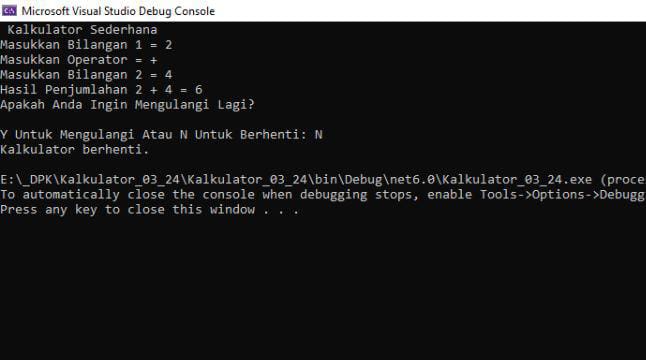 C:\ Microsoft Visual Studio Debug Console
Kalkulator Sederhana
Masukkan Bilangan 1 = 2
Masukkan Operator = +
Masukkan Bilangan 2 = 4
Hasil Penjumlahan 2 + 4 = 6
Apakah Anda Ingin Mengulangi Lagi?
Y Untuk Mengulangi Atau N Untuk Berhenti: N
Kalkulator berhenti.
E:\_DPK\Kalkulator_03_24\Kalkulator_03_24\bin\Debug\net6.0\Kalkulator_03_24.exe (proce
To automatically close the console when debugging stops, enable Tools->Options->Debugg
Press any key to close this window . . .